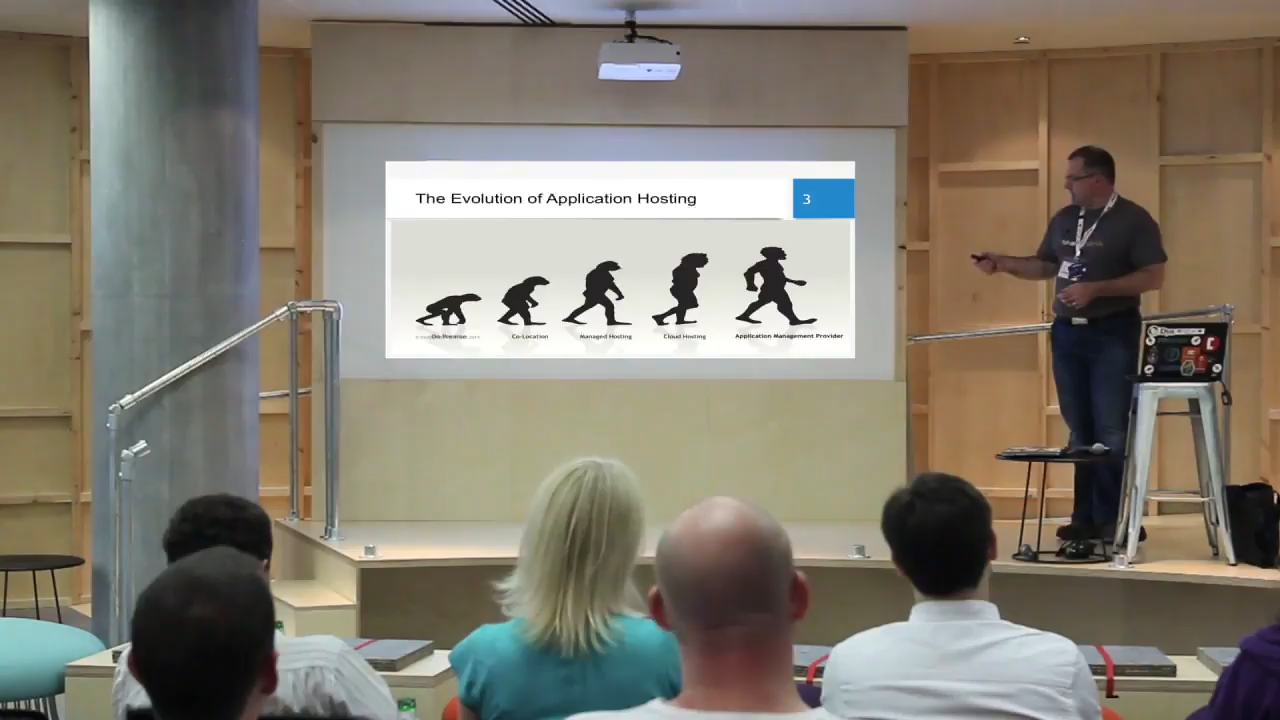 The Evolution of Application Hosting
3
On-Premise
Co-Location
Managed Hosting
Cloud Hosting
Application Management Provider